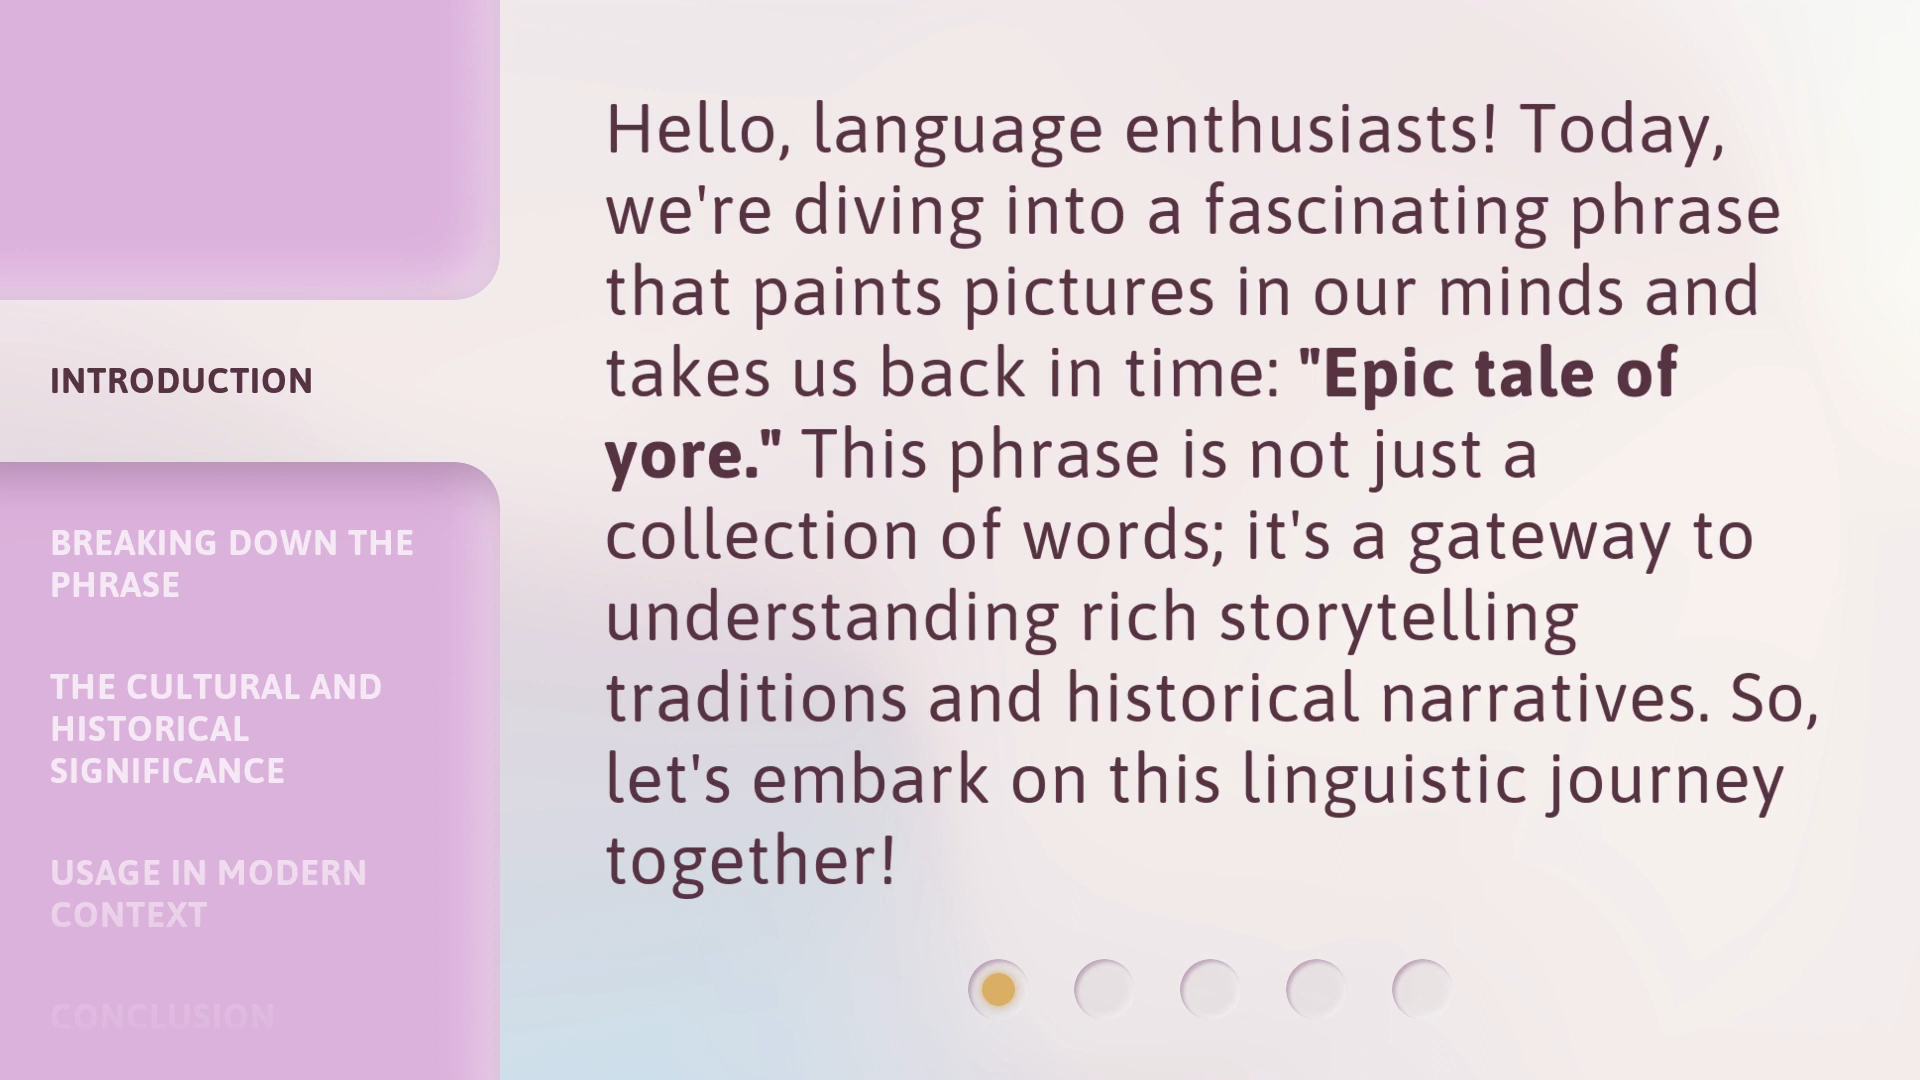 INTRODUCTION
BREAKING DOWN THE
PHRASE
THE CULTURAL AND
HISTORICAL
SIGNIFICANCE
USAGE IN MODERN
CONTEXT
CONCLUSION
Hello, language enthusiasts! Today,
we're diving into a fascinating phrase
that paints pictures in our minds and
takes us back in time: "Epic tale of
yore." This phrase is not just a
collection of words; it's a gateway to
understanding rich storytelling
traditions and historical narratives. So,
let's embark on this linguistic journey
together!